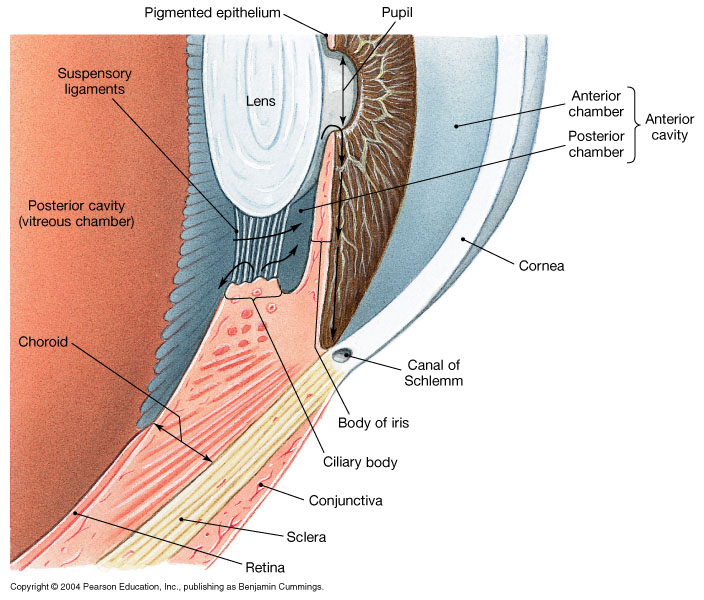 Pigmented epithelium
Pupil
Suspensory
ligaments
Lens
Anterior
chamber
Anterior
cavity
Posterior
chamber
Posterior cavity
(vitreous chamber)
Cornea
Choroid
Canal of
Schlemm
Body of iris
Ciliary body
Conjunctiva
Sclera
Retina
Copyright © 2004 Pearson Education, Inc., publishing as Benjamin Cummings.